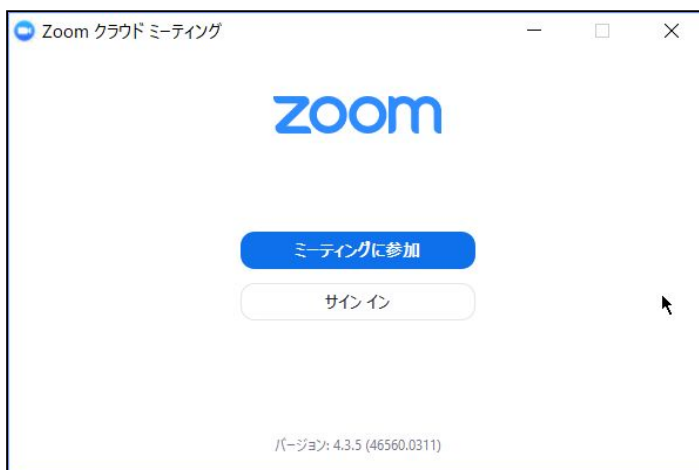 Zoom クラウド ミーティング
zoom
ミーティングに参加
サイン イン
バージョン: 4.3.5 (46560.0311)